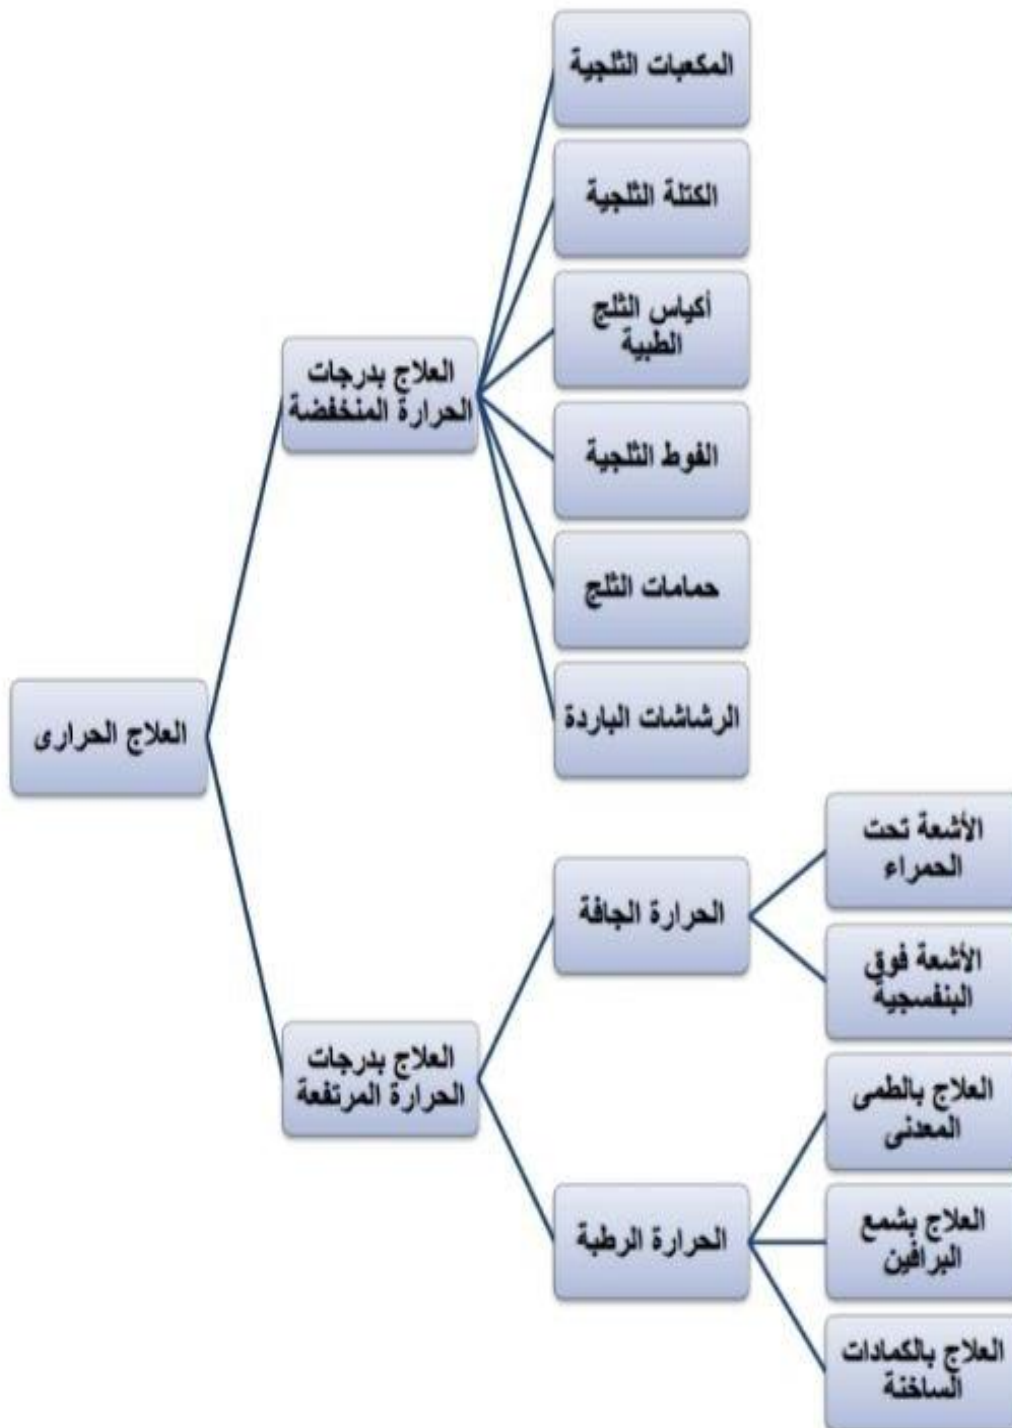 العلاج الحرارى
العلاج بدرجات
الحرارة المنخفضة
المكعبات الثلجية
الكتلة الثلجية
أكياس الثلج
الطبية
الفوط الثلجية
حمامات الثلج
الرشاشات الباردة
العلاج بدرجات
الحرارة المرتفعة
الحرارة الجافة
الأشعة تحت
الحمراء
الأشعة فوق
البنفسجية
الحرارة الرطبة
العلاج بالطمى
المعدنى
العلاج بشمع
البرافين
العلاج بالكمادات
الساخنة